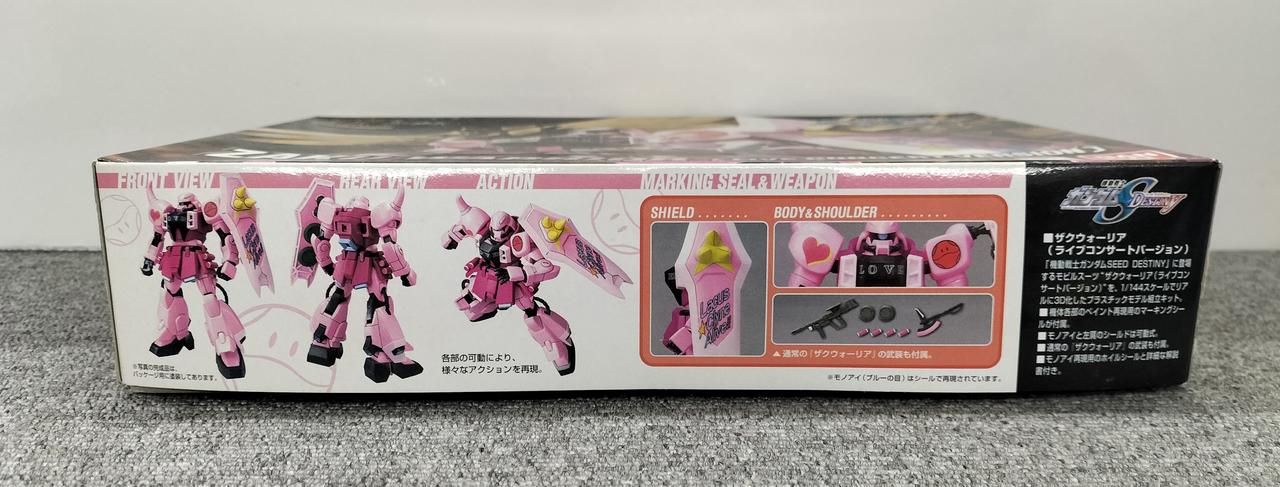 FRONT VIEW
REAR VIEW
ACTION
MARKING SEAL & WEAPON
SHIELD
BODY & SHOULDER
LOVE
※写真の完成品は、
パッケージ用に塗装してあります。
各部の可動により、
様々なアクションを再現。
▲通常の「ザクウォーリア」の武装も付属。
※モノアイ(ブルーの目)はシールで再現されています。
機動戦士
ガンダム SEED DESTINY
■ザクウォーリア
(ライブコンサートバージョン)
「機動戦士ガンダムSEED DESTINY」に登場
するモビルスーツ"ザクウォーリア(ライブコン
サートバージョン)"を、1/144スケールでリア
ルに3D化したプラスチックモデル組立キット。
■機体各部のペイント再現用のマーキングシー
ルが付属。
■モノアイと左肩のシールドは可動式。
■通常の「ザクウォーリア」の武装も付属。
■モノアイ再現用のホイルシールと詳細な解説
書付き。